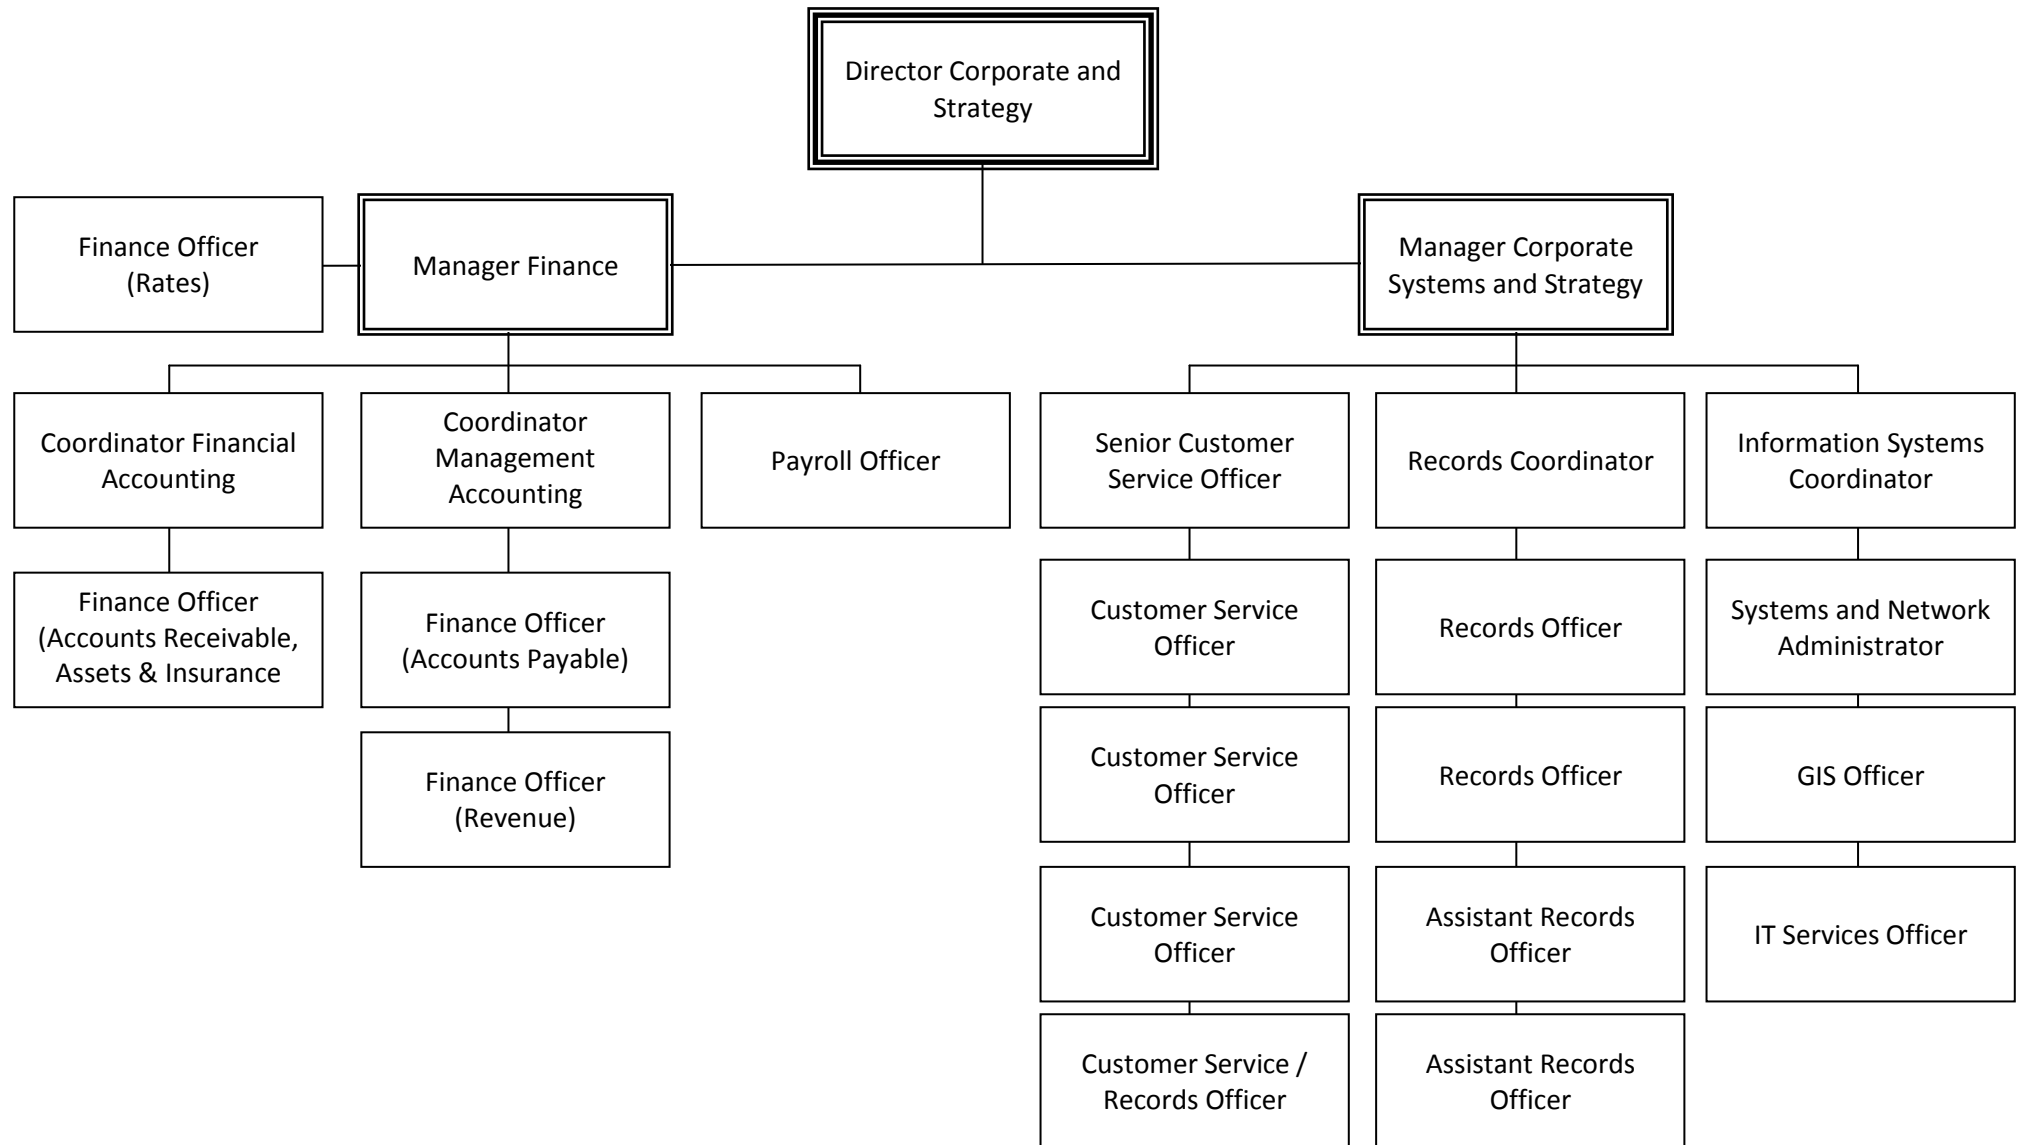 Director Corporate and
Strategy
Finance Officer
(Rates)
Manager Finance
Manager Corporate
Systems and Strategy
Coordinator Financial
Accounting
Coordinator
Management
Accounting
Payroll Officer
Senior Customer
Service Officer
Records Coordinator
Information Systems
Coordinator
Finance Officer
(Accounts Receivable,
Assets & Insurance
Finance Officer
(Accounts Payable)
Customer Service
Officer
Records Officer
Systems and Network
Administrator
Finance Officer
(Revenue)
Customer Service
Officer
Records Officer
GIS Officer
Customer Service
Officer
Assistant Records
Officer
IT Services Officer
Customer Service /
Records Officer
Assistant Records
Officer